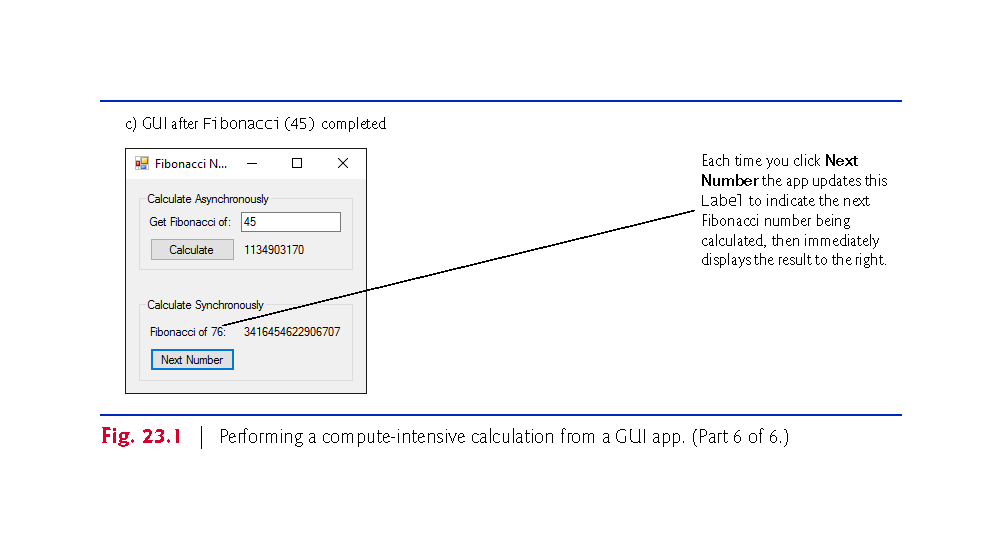 c) GUI after Fibonacci(45) completed
Fibonacci N...
Calculate Asynchronously
Get Fibonacci of: 45
Calculate 1134903170
Calculate Synchronously
Fibonacci of 76: 3416454622906707
Next Number
Each time you click Next
Number the app updates this
Label to indicate the next
Fibonacci number being
calculated, then immediately
displays the result to the right.
Fig. 23.1 | Performing a compute-intensive calculation from a GUI app. (Part 6 of 6.)